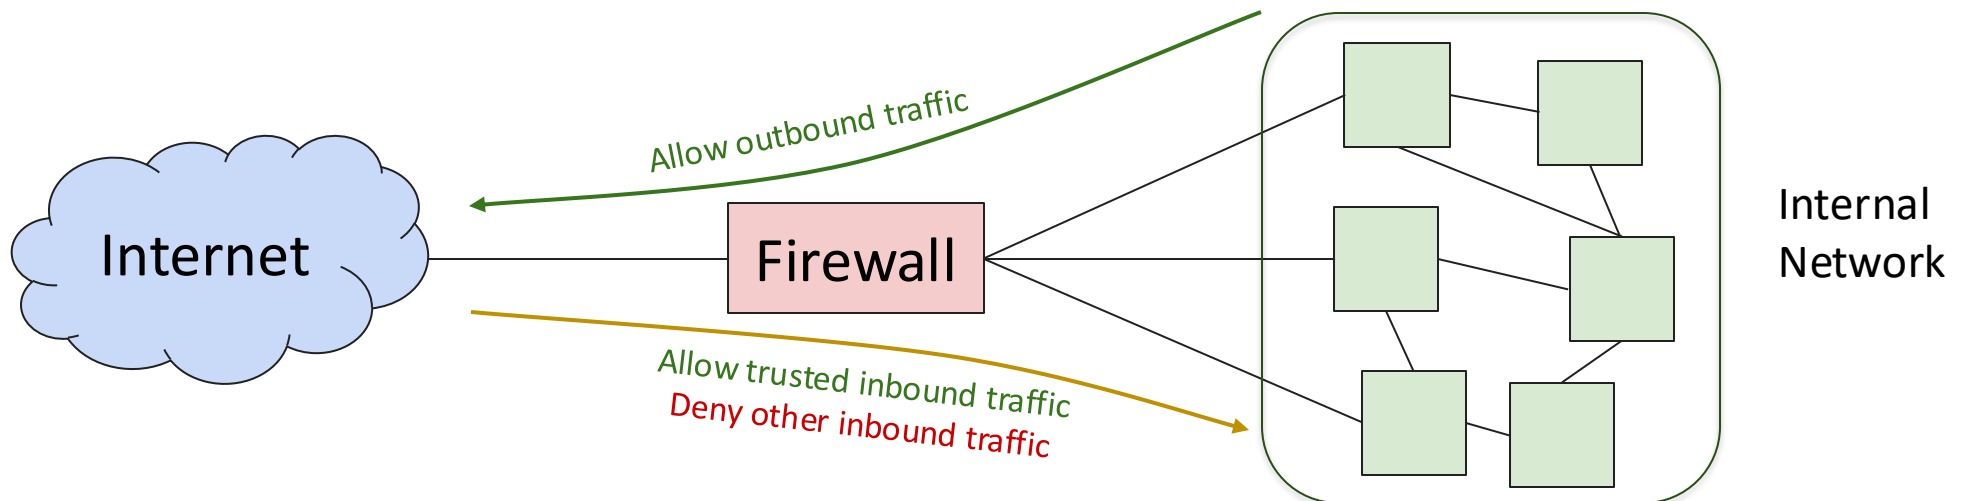 Allow outbound traffic
Internet
Firewall
Internal
Network
Allow trusted inbound traffic
Deny other inbound traffic